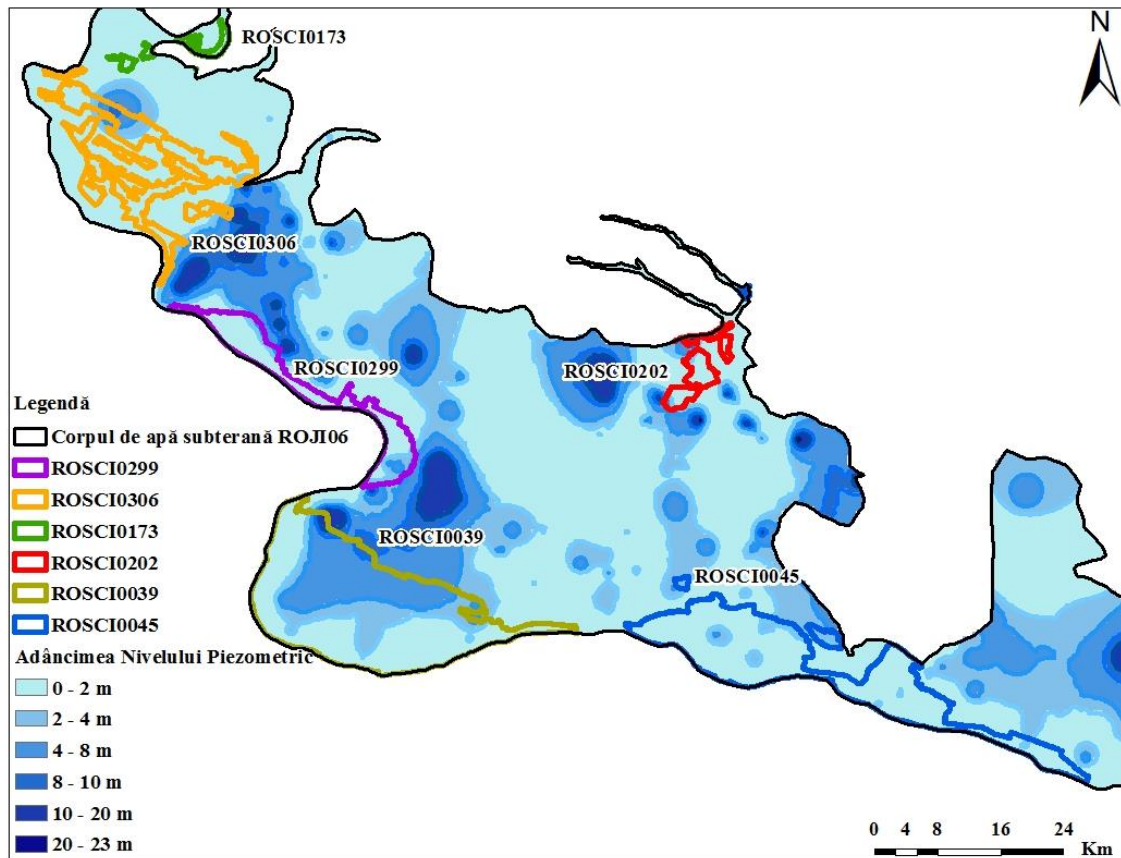 ROSCI0173
N
ROSCI0306
ROSCI0299
ROSCI0202
ROSCI0039
ROSCI0045
Legendă
Corpul de apă subterană ROJI06
ROSCI0299
ROSCI0306
ROSCI0173
ROSCI0202
ROSCI0039
ROSCI0045
Adâncimea Nivelului Piezometric
0 - 2 m
2 - 4 m
4 - 8 m
8 - 10 m
10 - 20 m
20 - 23 m
0 4 8 16 24
Km